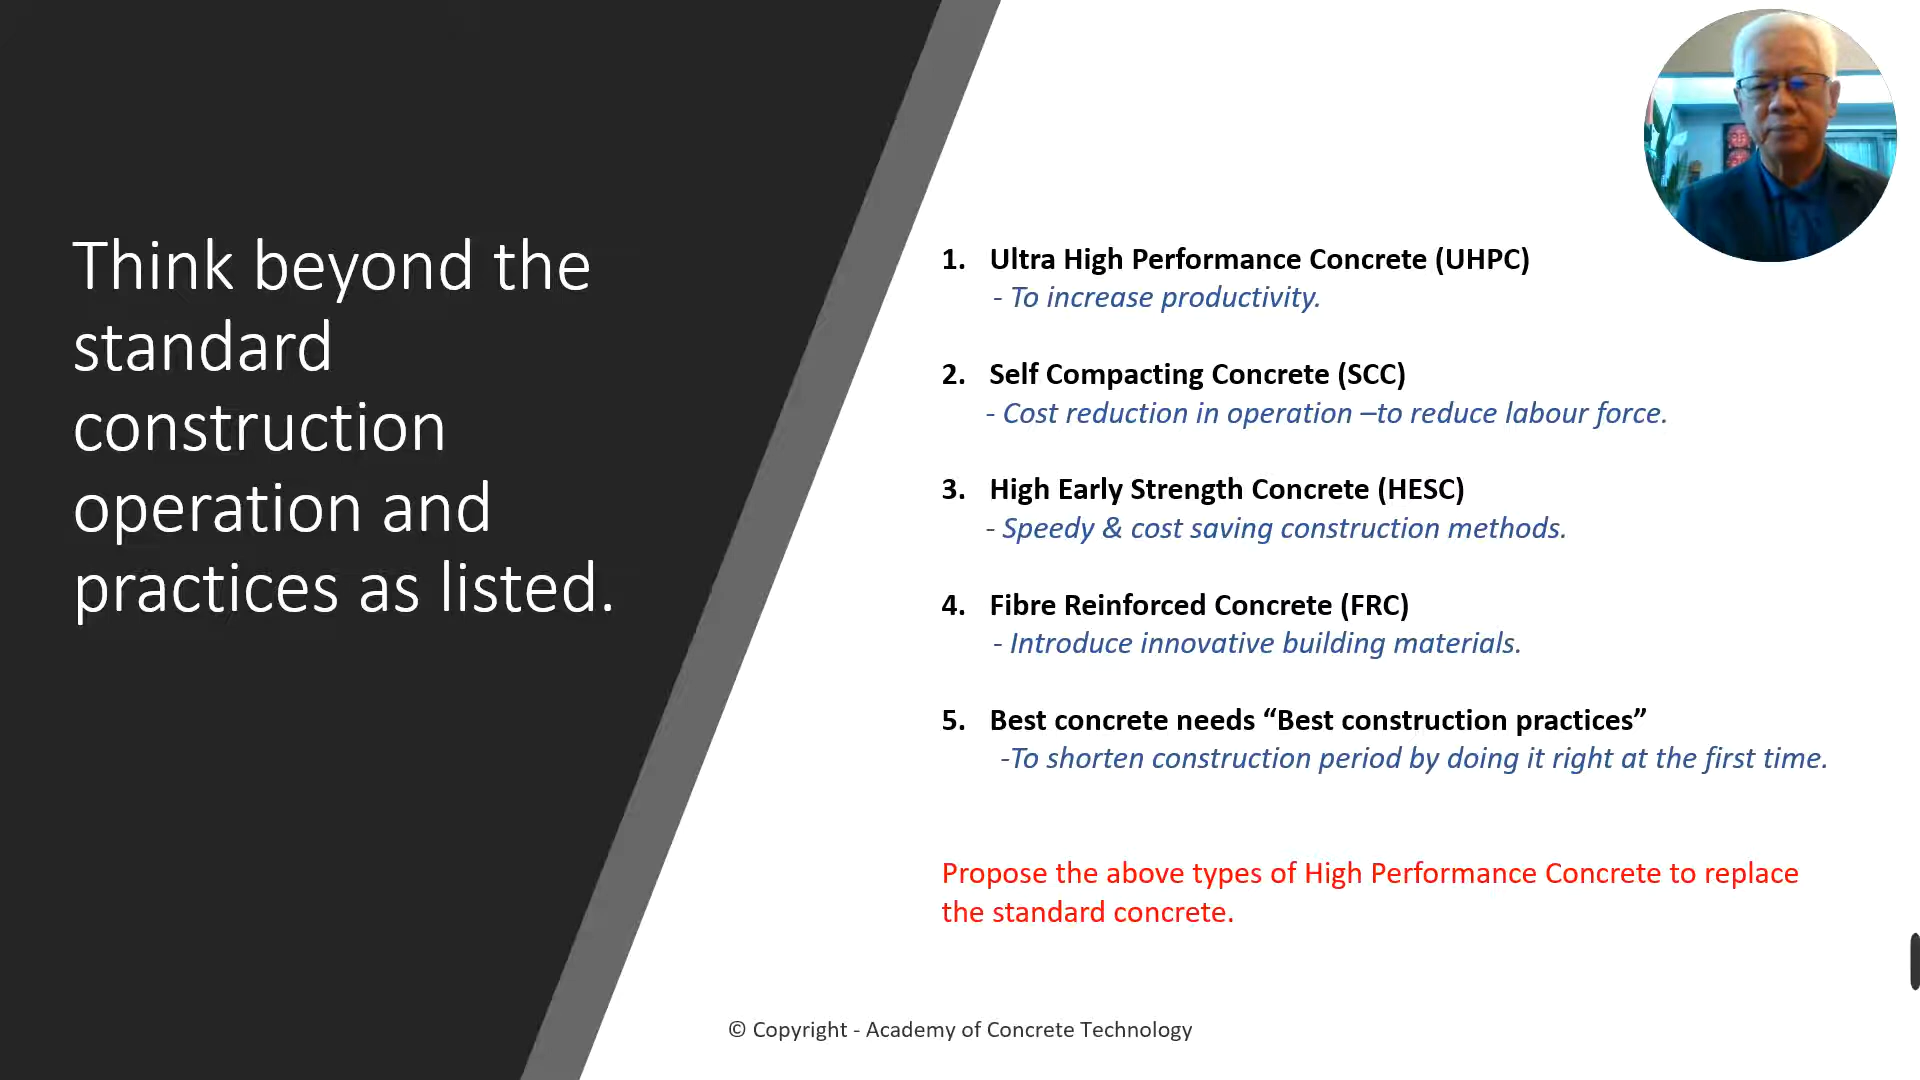 Think beyond the
standard
construction
operation and
practices as listed.
1. Ultra High Performance Concrete (UHPC)
- To increase productivity.
2. Self Compacting Concrete (SCC)
- Cost reduction in operation –to reduce labour force.
3. High Early Strength Concrete (HESC)
- Speedy & cost saving construction methods.
4. Fibre Reinforced Concrete (FRC)
- Introduce innovative building materials.
5. Best concrete needs “Best construction practices”
-To shorten construction period by doing it right at the first time.
Propose the above types of High Performance Concrete to replace
the standard concrete.
© Copyright - Academy of Concrete Technology